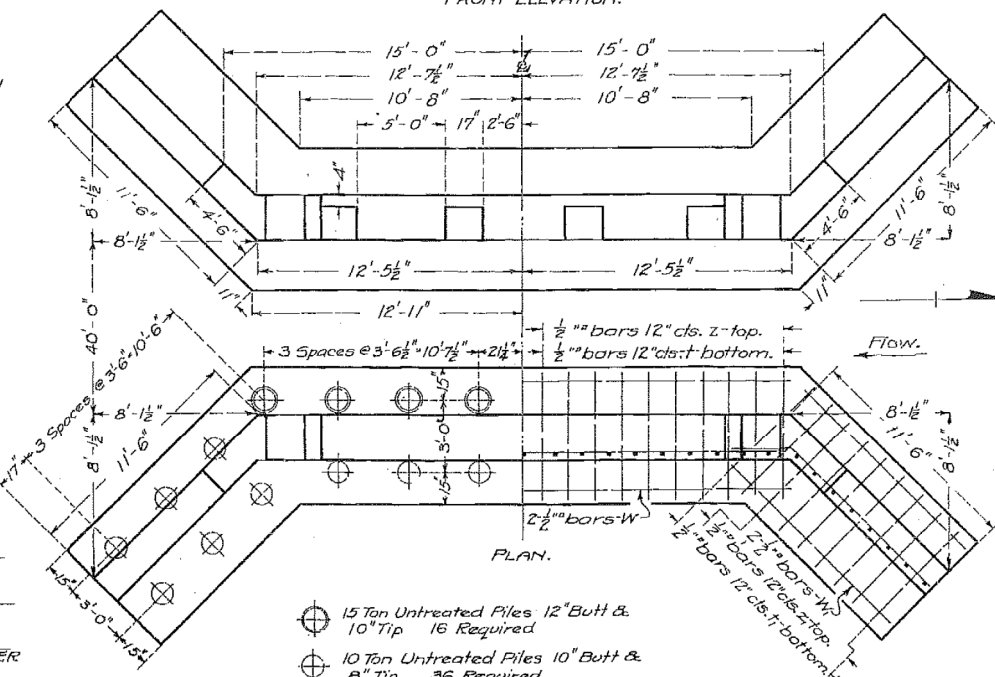 FRONT ELEVATION.
15'-0" 15'-0"
12'-7½" 12'-7½"
10'-8" 10'-8"
5'-0" 17" 2'-6"
4"
8'-1½" 11'-6" 4'-6" 4'-6" 11'-6" 8'-1½"
8'-1½" 8'-1½"
12'-5½" 12'-5½"
11" 11"
12'-11"
40'-0"
½"⌀ bars 12" cts. z-top.
3 Spaces @ 3'-6½"=10'-7½" 21¼" ½"⌀ bars 12" cts. t-bottom.
Flow.
3 Spaces @ 3'-6"=10'-6"
15"
8'-1½" 8'-1½"
17" 11'-6" 3'-0" 11'-6"
8'-1½" 8'-1½"
15"
2-½"⌀ bars-W
PLAN.
2-½"⌀ bars-W,
½"⌀ bars 12" cts. z, top.
½"⌀ bars 12" cts. t, bottom.
15" 3'-0" 15"
15 Ton Untreated Piles 12" Butt &
10" Tip 16 Required
10 Ton Untreated Piles 10" Butt &
8" Tip 36 Required
ER